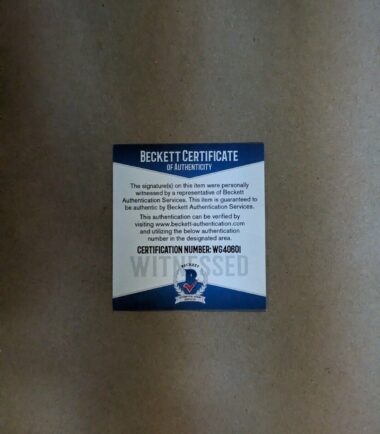 BECKETT CERTIFICATE
OF AUTHENTICITY
The signature(s) on this item were personally
witnessed by a representative of Beckett
Authentication Services. This item is guaranteed to
be authentic by Beckett Authentication Services.
This authentication can be verified by
visiting www.beckett-authentication.com
and utilizing the below authentication
number in the designated area.
CERTIFICATION NUMBER: WG40801
WITNESSED
BECKETT